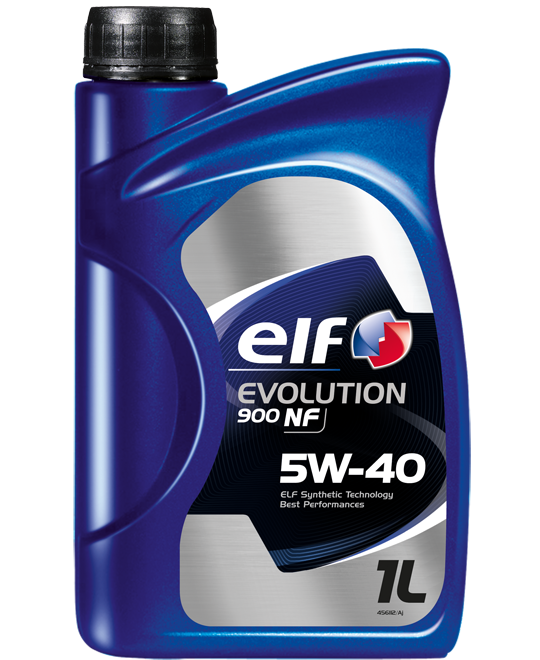 elf
EVOLUTION
900 NF
5W-40
ELF Synthetic Technology
Best Performances
1L
45682/Aj